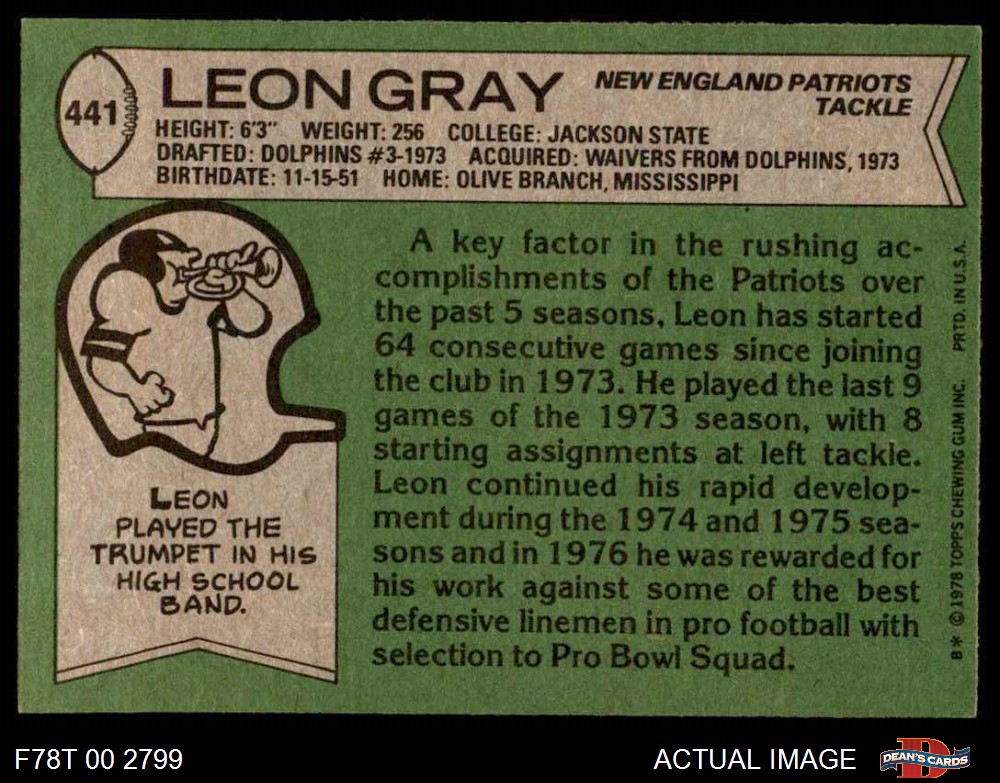 441
LEON GRAY
NEW ENGLAND PATRIOTS
TACKLE
HEIGHT: 6'3" WEIGHT: 256 COLLEGE: JACKSON STATE
DRAFTED: DOLPHINS #3-1973 ACQUIRED: WAIVERS FROM DOLPHINS, 1973
BIRTHDATE: 11-15-51 HOME: OLIVE BRANCH, MISSISSIPPI
A key factor in the rushing ac-
complishments of the Patriots over
the past 5 seasons, Leon has started
64 consecutive games since joining
the club in 1973. He played the last 9
games of the 1973 season, with 8
starting assignments at left tackle.
Leon continued his rapid develop-
ment during the 1974 and 1975 sea-
sons and in 1976 he was rewarded for
his work against some of the best
defensive linemen in pro football with
selection to Pro Bowl Squad.
LEON
PLAYED THE
TRUMPET IN HIS
HIGH SCHOOL
BAND.
B* © 1978 TOPPS CHEWING GUM INC. PRTD. IN U.S.A.
F78T 00 2799
ACTUAL IMAGE
D
DEAN'S CARDS